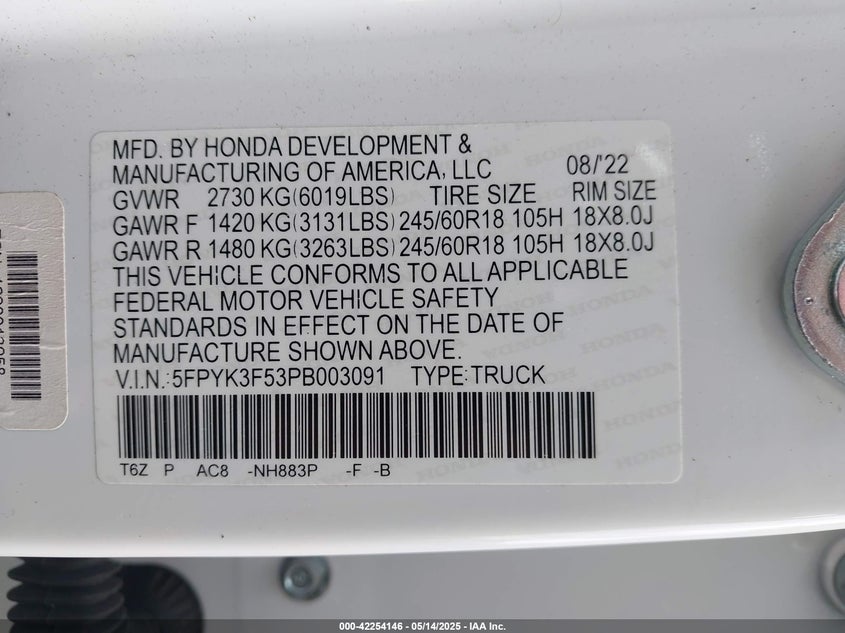 MFD. BY HONDA DEVELOPMENT &
MANUFACTURING OF AMERICA, LLC 08/'22
GVWR 2730 KG(6019LBS) TIRE SIZE RIM SIZE
GAWR F 1420 KG(3131LBS) 245/60R18 105H 18X8.0J
GAWR R 1480 KG(3263LBS) 245/60R18 105H 18X8.0J
THIS VEHICLE CONFORMS TO ALL APPLICABLE
FEDERAL MOTOR VEHICLE SAFETY
STANDARDS IN EFFECT ON THE DATE OF
MANUFACTURE SHOWN ABOVE.
V.I.N.:5FPYK3F53PB003091 TYPE:TRUCK
T6Z P AC8 -NH883P -F -B
000-42254146 - 05/14/2025 - IAA Inc.